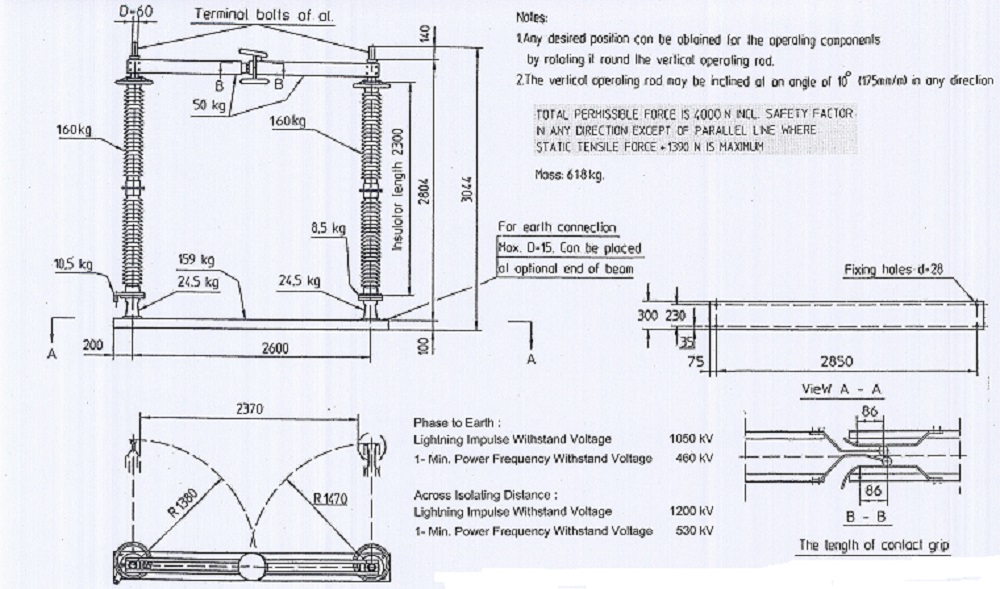 D=60
Terminal bolts of al.
140
B
B
50 kg
160kg
160kg
Insulator length 2300
2804
3044
8,5 kg
10,5 kg
159 kg
24,5 kg
24,5 kg
For earth connection
Max. D=15. Can be placed
at optional end of beam
A
A
200
2600
100
Notes:
1.Any desired position can be obtained for the operating components
by rotating it round the vertical operating rod.
2.The vertical operating rod may be inclined at an angle of 10° (175mm/m) in any direction
TOTAL PERMISSIBLE FORCE IS 4000 N INCL. SAFETY FACTOR
IN ANY DIRECTION EXCEPT OF PARALLEL LINE WHERE
STATIC TENSILE FORCE +1390 N IS MAXIMUM
Mass: 618kg.
Fixing holes d=28
300
230
35
75
2850
VieW A - A
2370
R1380
R1470
Phase to Earth :
Lightning Impulse Withstand Voltage 1050 kV
1- Min. Power Frequency Withstand Voltage 460 kV
Across Isolating Distance :
Lightning Impulse Withstand Voltage 1200 kV
1- Min. Power Frequency Withstand Voltage 530 kV
86
86
B - B
The length of contact grip